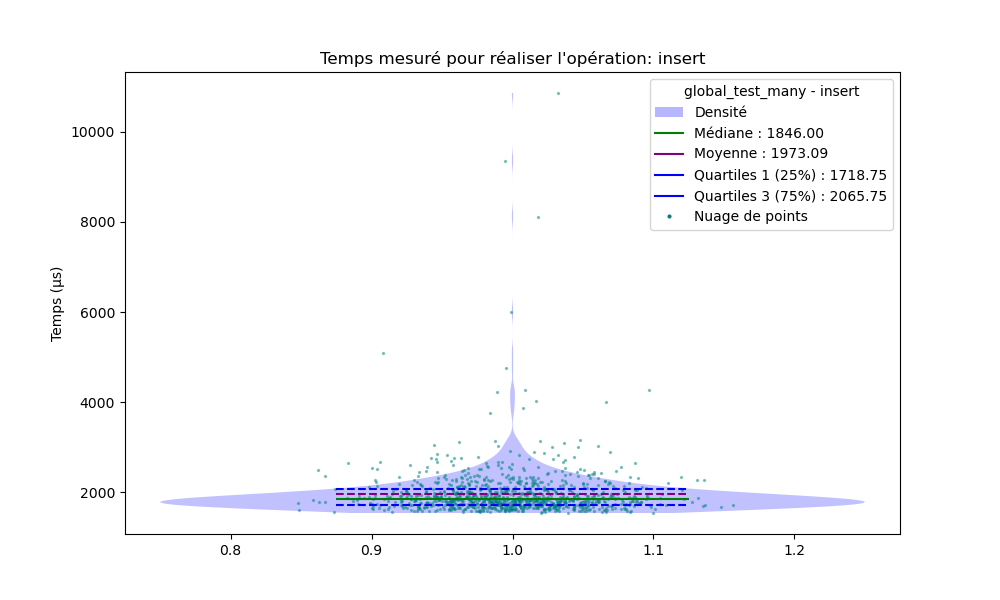 Temps mesuré pour réaliser l'opération: insert
global_test_many - insert
Densité
Médiane : 1846.00
Moyenne : 1973.09
Quartiles 1 (25%) : 1718.75
Quartiles 3 (75%) : 2065.75
Nuage de points
Temps (µs)
10000
8000
6000
4000
2000
0.8
0.9
1.0
1.1
1.2